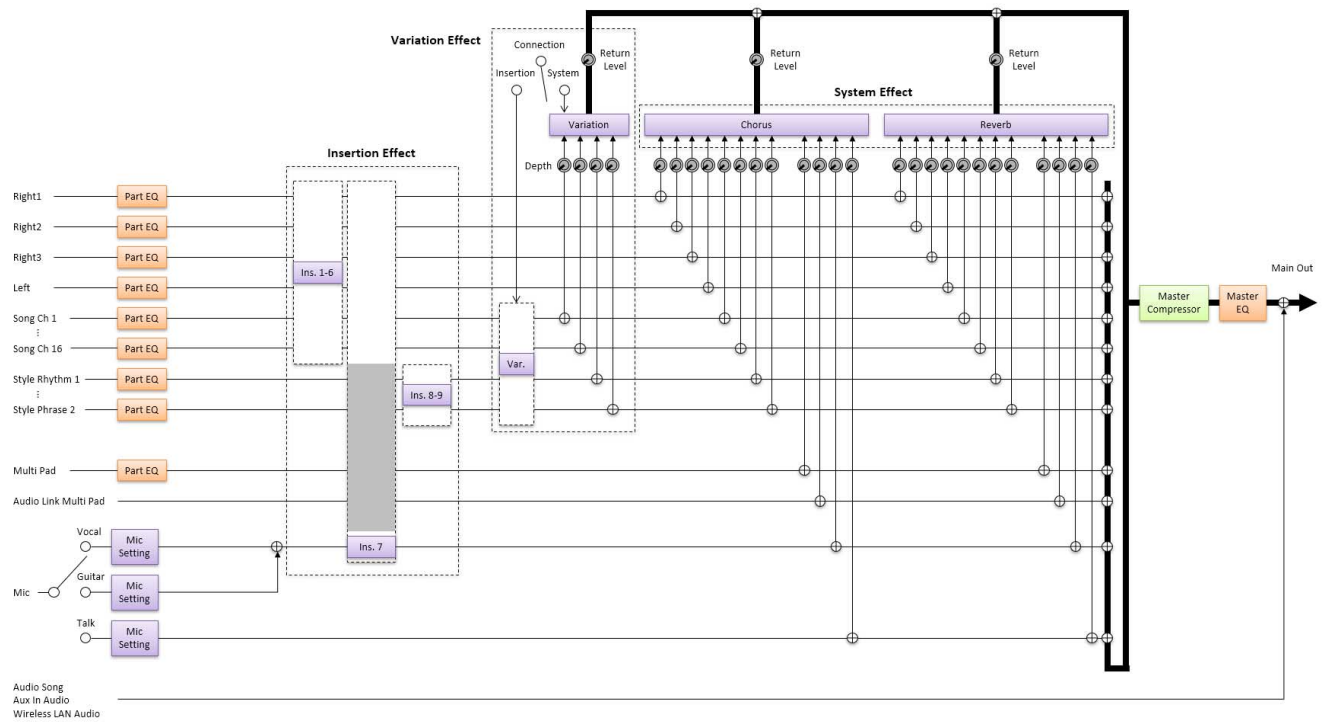 Variation Effect
Connection
Insertion System
Return
Level
Return
Level
Return
Level
System Effect
Variation
Chorus
Reverb
Insertion Effect
Depth
Right1
Part EQ
Right2
Part EQ
Right3
Part EQ
Ins. 1-6
Left
Part EQ
Main Out
Master
Compressor
Master
EQ
Song Ch 1
Part EQ
Song Ch 16
Part EQ
Var.
Style Rhythm 1
Part EQ
Ins. 8-9
Style Phrase 2
Part EQ
Multi Pad
Part EQ
Audio Link Multi Pad
Vocal
Mic
Setting
Ins. 7
Mic
Guitar
Mic
Setting
Talk
Mic
Setting
Audio Song
Aux In Audio
Wireless LAN Audio